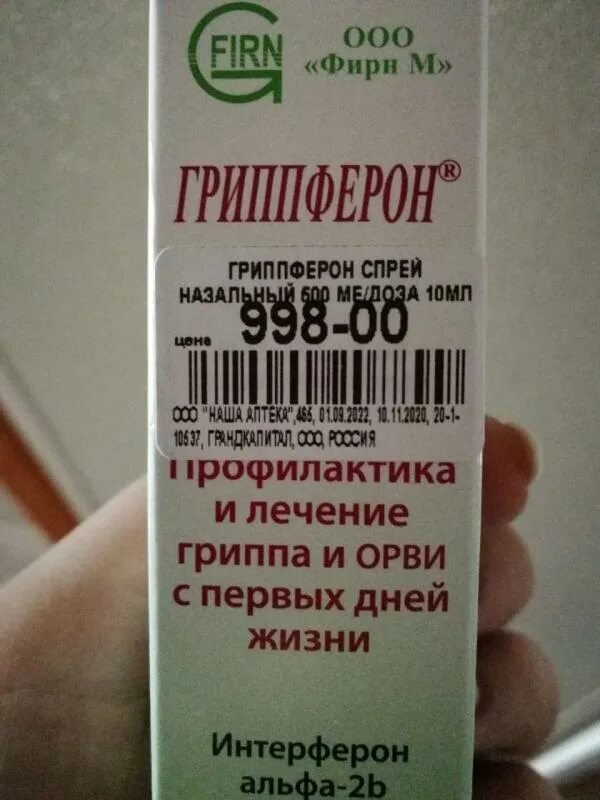 FIRN
ООО
«Фирн М»
ГРИППФЕРОН®
ГРИППФЕРОН СПРЕЙ
НАЗАЛЬНЫЙ 500 МЕ/ДОЗА 10МЛ
цена 998-00
ООО "НАША АПТЕКА",465, 01.09.2022, 10.11.2020, 20-1-
10537, ГРАНДКАПИТАЛ, ООО, РОССИЯ
Профилактика
и лечение
гриппа и ОРВИ
с первых дней
жизни
Интерферон
альфа-2b